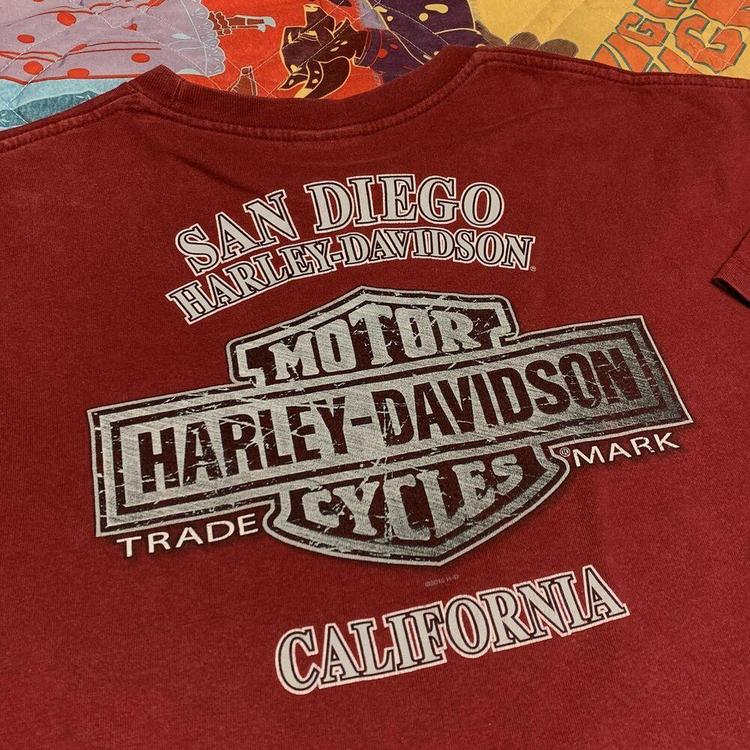 SAN DIEGO
HARLEY-DAVIDSON®
MOTOR
HARLEY-DAVIDSON
CYCLES
TRADE ®MARK
CALIFORNIA